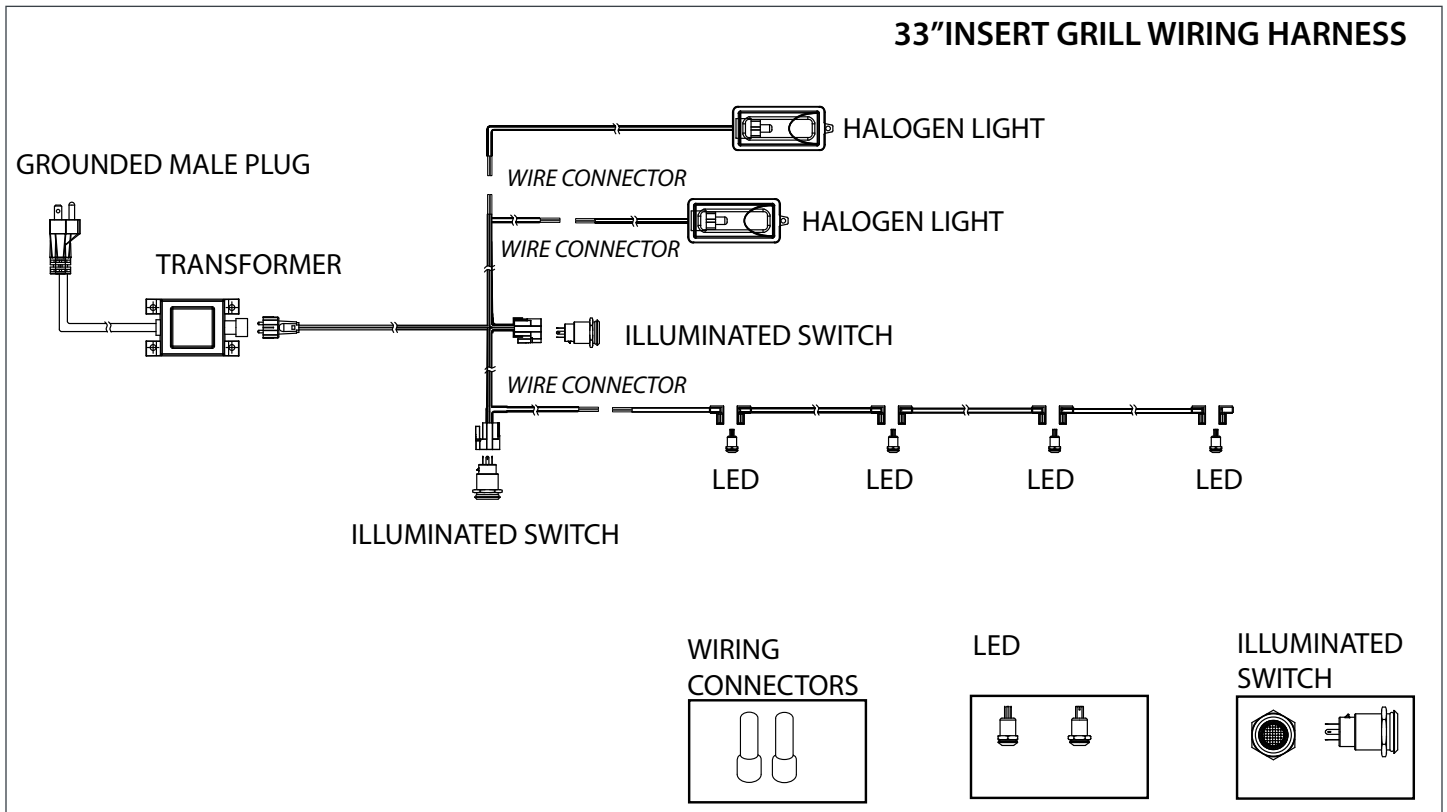 33"INSERT GRILL WIRING HARNESS
HALOGEN LIGHT
GROUNDED MALE PLUG
WIRE CONNECTOR
HALOGEN LIGHT
WIRE CONNECTOR
TRANSFORMER
ILLUMINATED SWITCH
WIRE CONNECTOR
LED
LED
LED
LED
ILLUMINATED SWITCH
WIRING
CONNECTORS
LED
ILLUMINATED
SWITCH